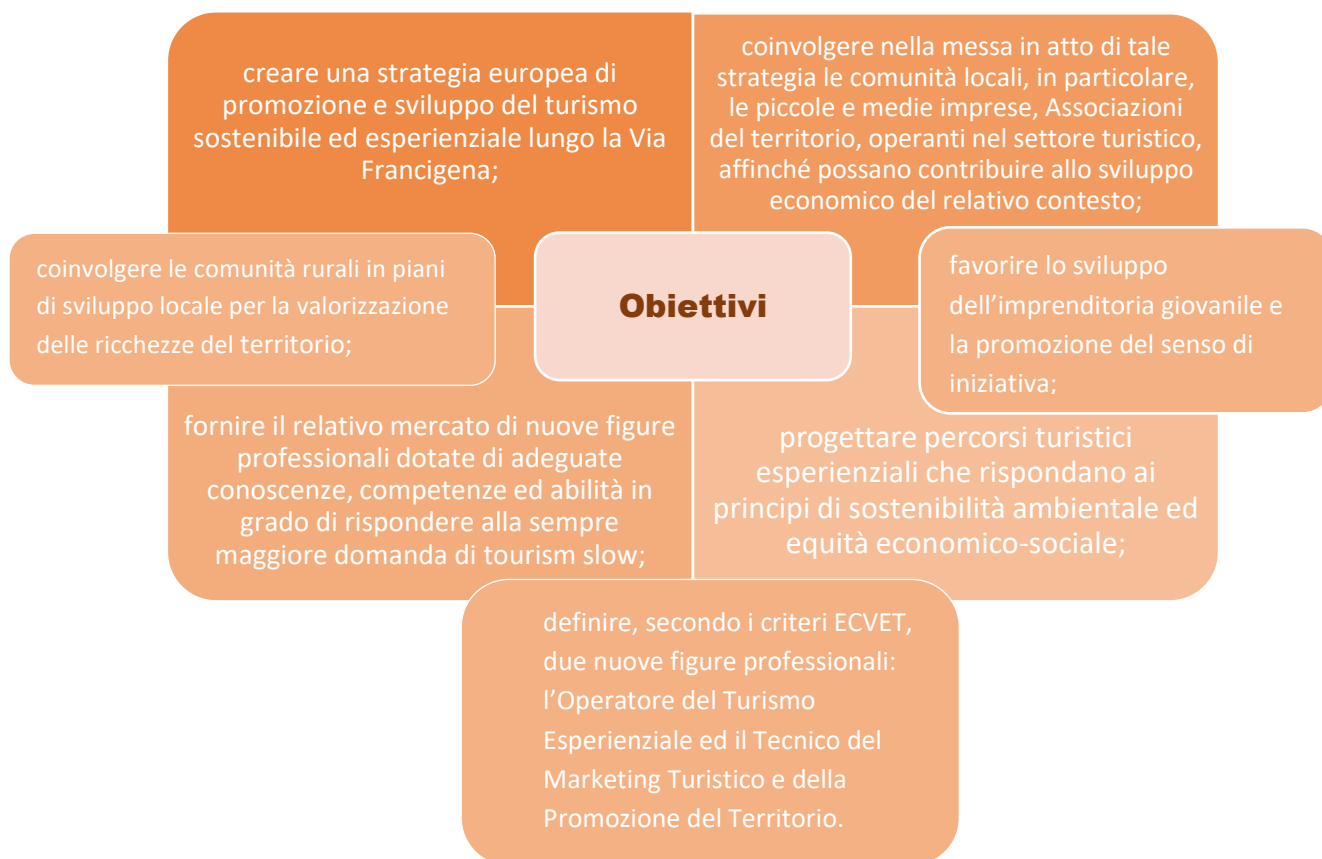 creare una strategia europea di
promozione e sviluppo del turismo
sostenibile ed esperienziale lungo la Via
Francigena;
coinvolgere nella messa in atto di tale
strategia le comunità locali, in particolare,
le piccole e medie imprese, Associazioni
del territorio, operanti nel settore turistico,
affinché possano contribuire allo sviluppo
economico del relativo contesto;
coinvolgere le comunità rurali in piani
di sviluppo locale per la valorizzazione
delle ricchezze del territorio;
Obiettivi
favorire lo sviluppo
dell’imprenditoria giovanile e
la promozione del senso di
iniziativa;
fornire il relativo mercato di nuove figure
professionali dotate di adeguate
conoscenze, competenze ed abilità in
grado di rispondere alla sempre
maggiore domanda di tourism slow;
progettare percorsi turistici
esperienziali che rispondano ai
principi di sostenibilità ambientale ed
equità economico-sociale;
definire, secondo i criteri ECVET,
due nuove figure professionali:
l’Operatore del Turismo
Esperienziale ed il Tecnico del
Marketing Turistico e della
Promozione del Territorio.